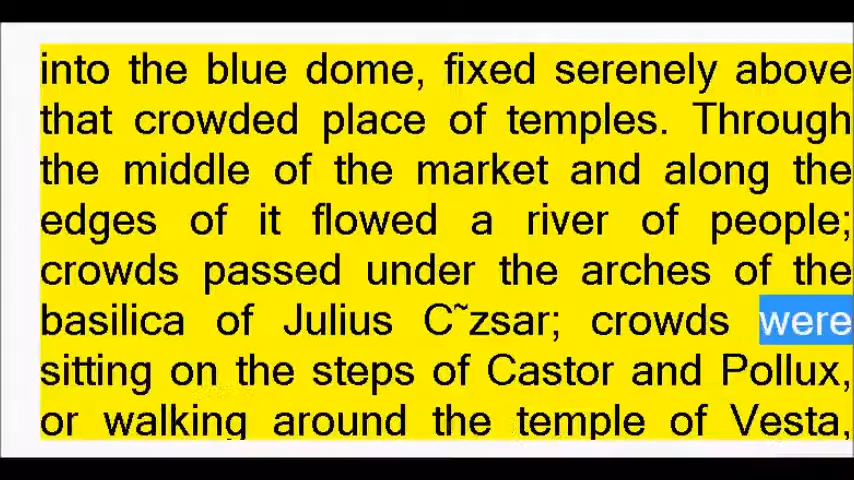 into the blue dome, fixed serenely above
that crowded place of temples. Through
the middle of the market and along the
edges of it flowed a river of people;
crowds passed under the arches of the
basilica of Julius C˜zsar; crowds were
sitting on the steps of Castor and Pollux,
or walking around the temple of Vesta,